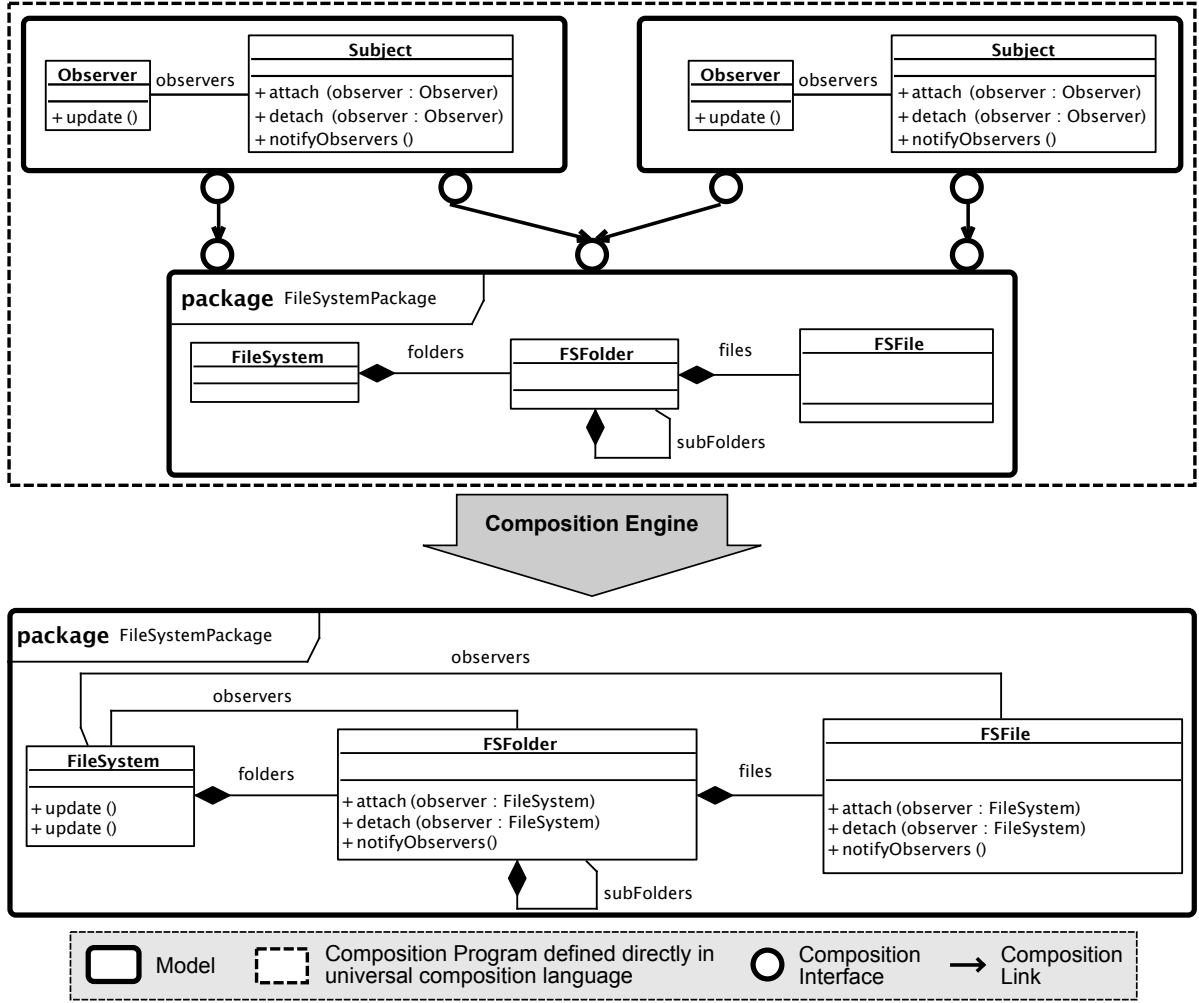 Observer
+ update ()
observers
Subject
+ attach (observer : Observer)
+ detach (observer : Observer)
+ notifyObservers ()
Observer
+ update ()
observers
Subject
+ attach (observer : Observer)
+ detach (observer : Observer)
+ notifyObservers ()
package FileSystemPackage
FileSystem
folders
FSFolder
files
FSFile
subFolders
Composition Engine
package FileSystemPackage
observers
observers
FileSystem
+ update ()
+ update ()
folders
FSFolder
+ attach (observer : FileSystem)
+ detach (observer : FileSystem)
+ notifyObservers()
files
FSFile
+ attach (observer : FileSystem)
+ detach (observer : FileSystem)
+ notifyObservers ()
subFolders
Model
Composition Program defined directly in
universal composition language
Composition
Interface
Composition
Link